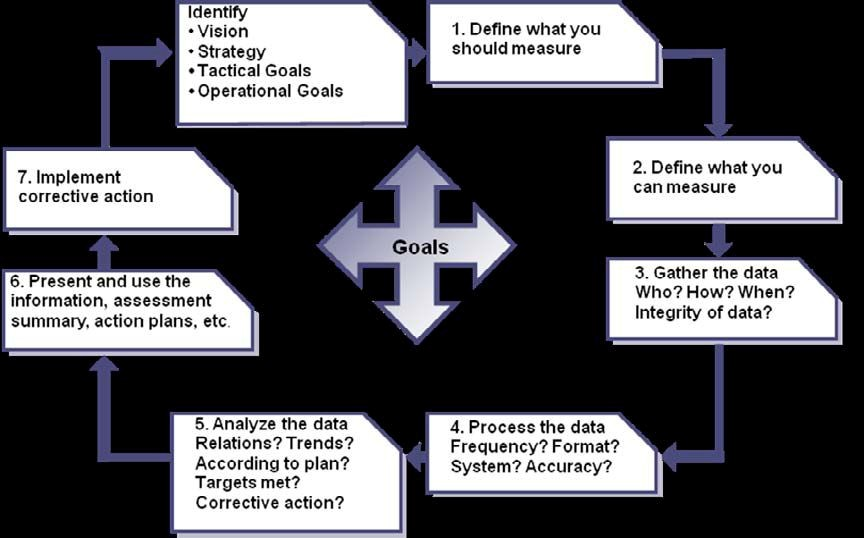 Identify
• Vision
• Strategy
• Tactical Goals
• Operational Goals
1. Define what you
should measure
2. Define what you
can measure
3. Gather the data
Who? How? When?
Integrity of data?
4. Process the data
Frequency? Format?
System? Accuracy?
5. Analyze the data
Relations? Trends?
According to plan?
Targets met?
Corrective action?
6. Present and use the
information, assessment
summary, action plans, etc.
7. Implement
corrective action
Goals